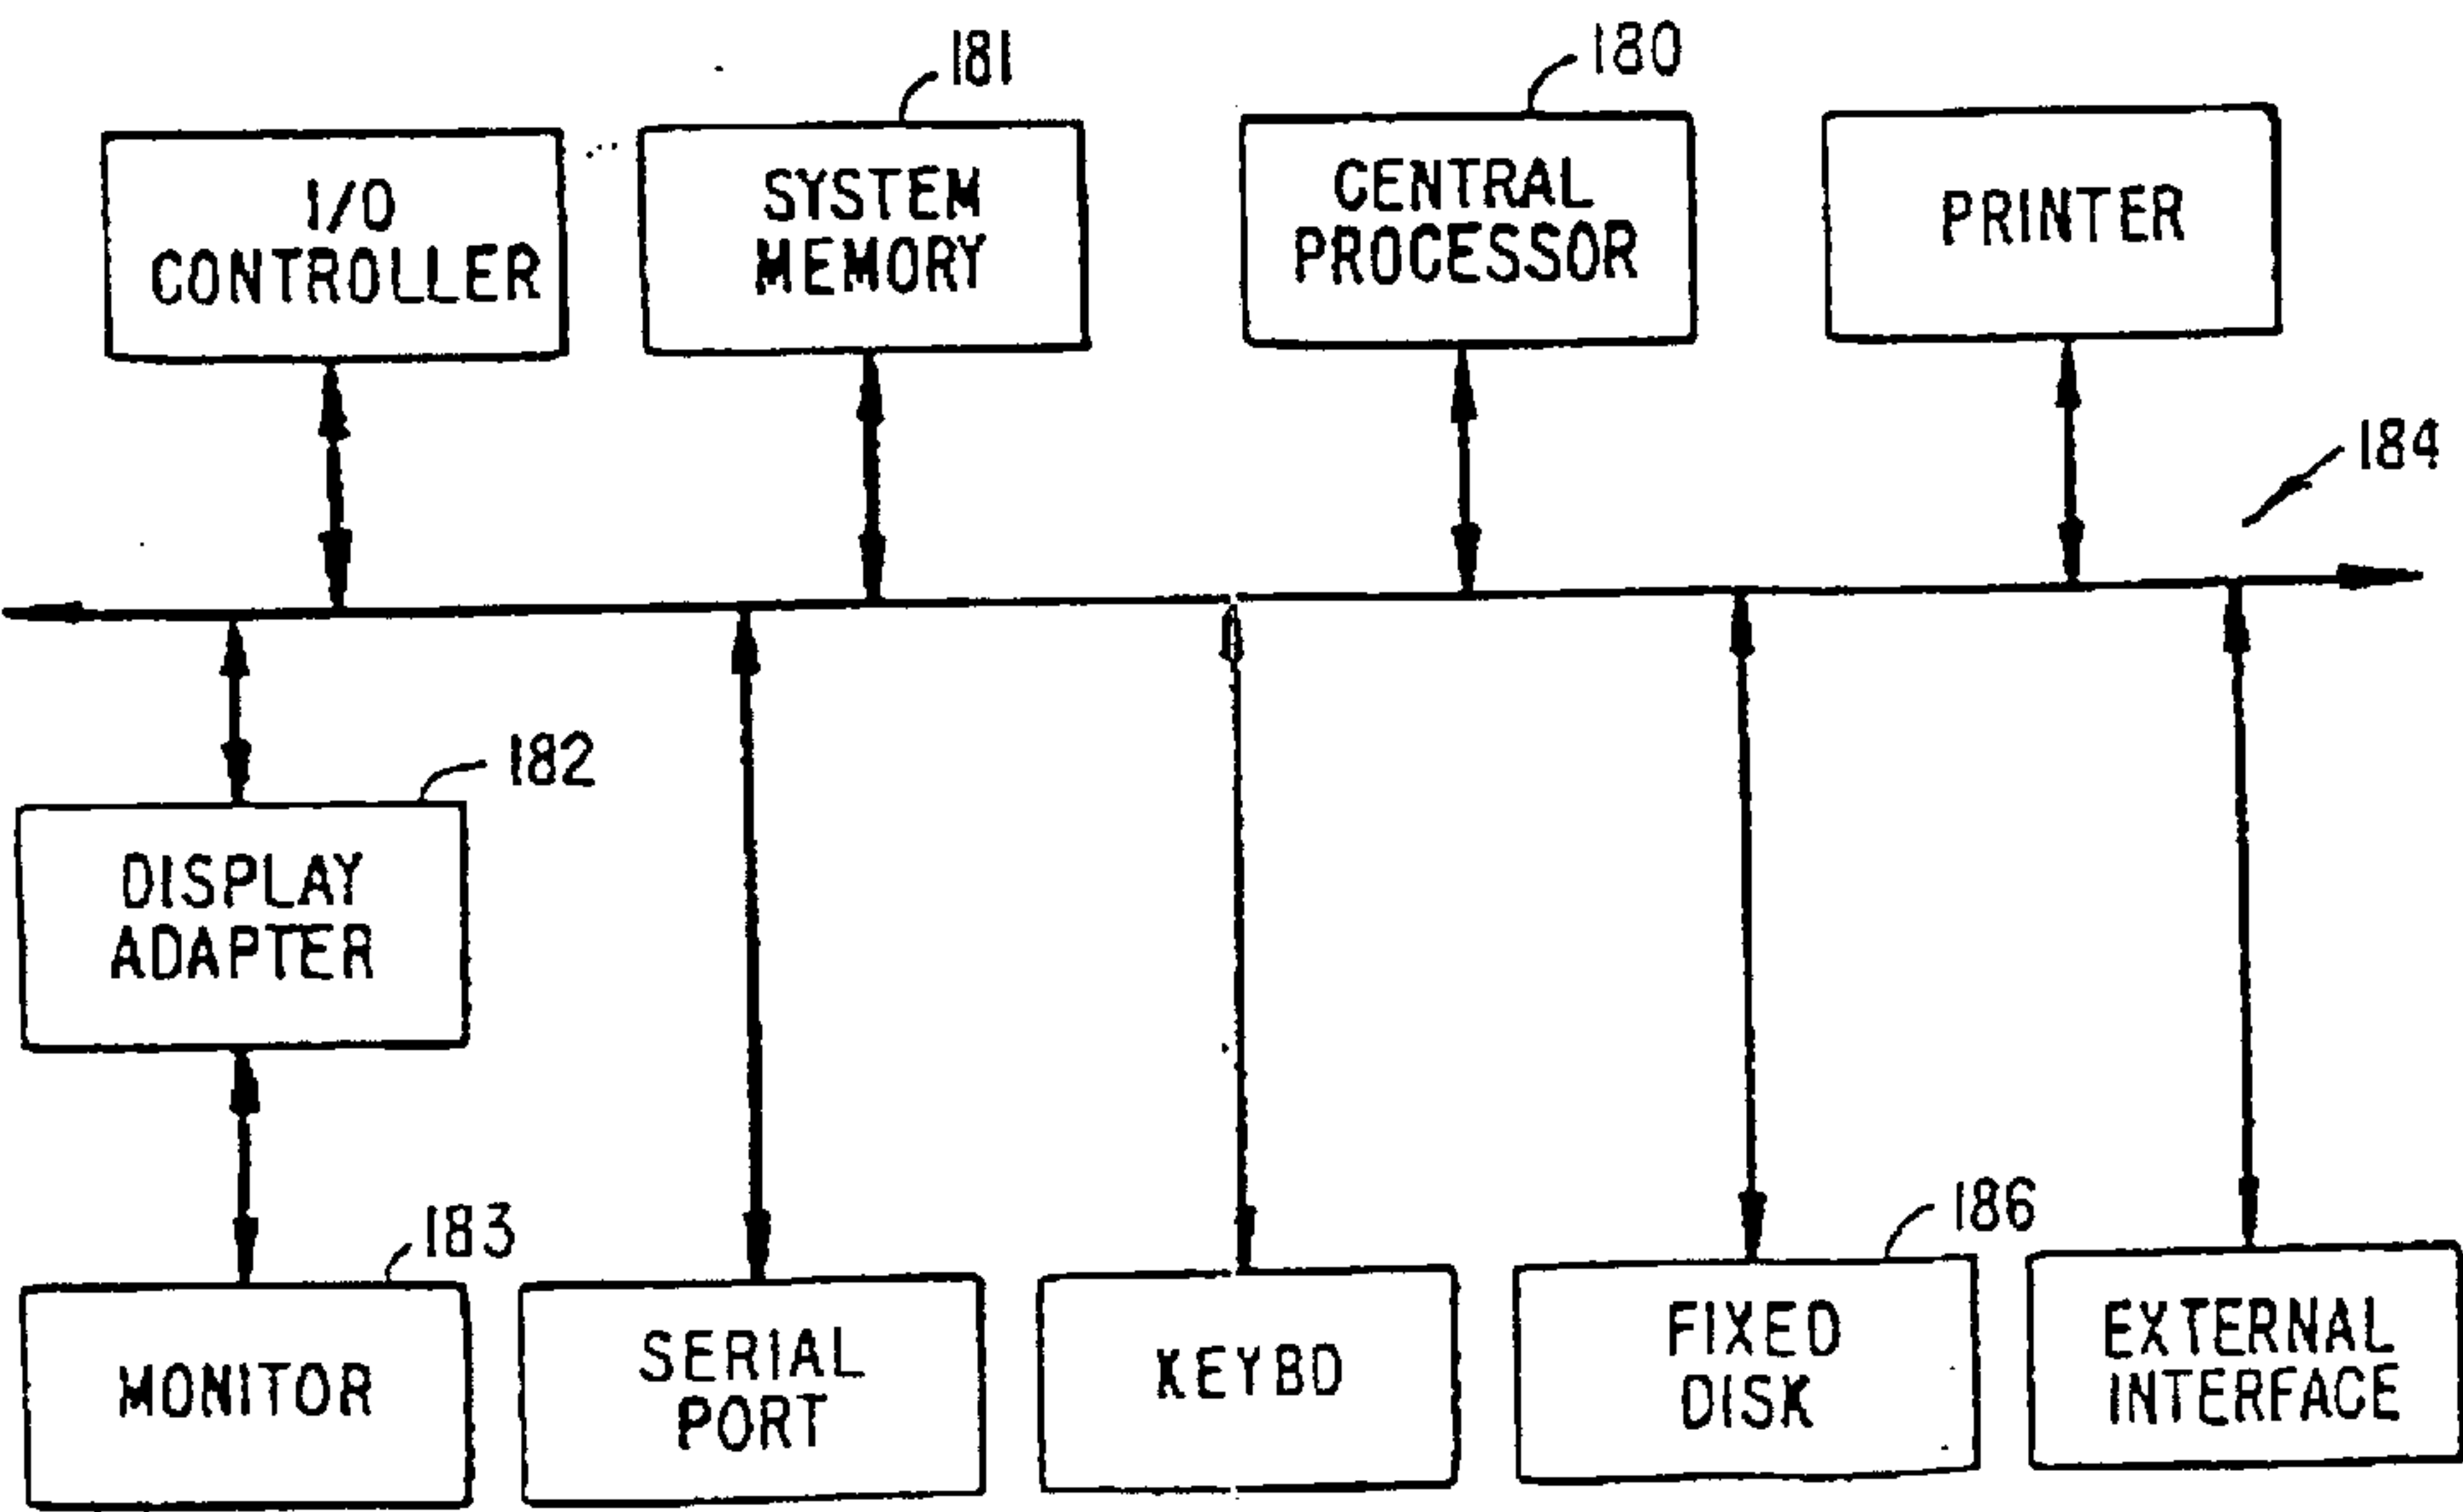 181
180
I/O
CONTROLLER
SYSTEM
MEMORY
CENTRAL
PROCESSOR
PRINTER
184
182
DISPLAY
ADAPTER
183
186
MONITOR
SERIAL
PORT
KEYBD
FIXED
DISK
EXTERNAL
INTERFACE